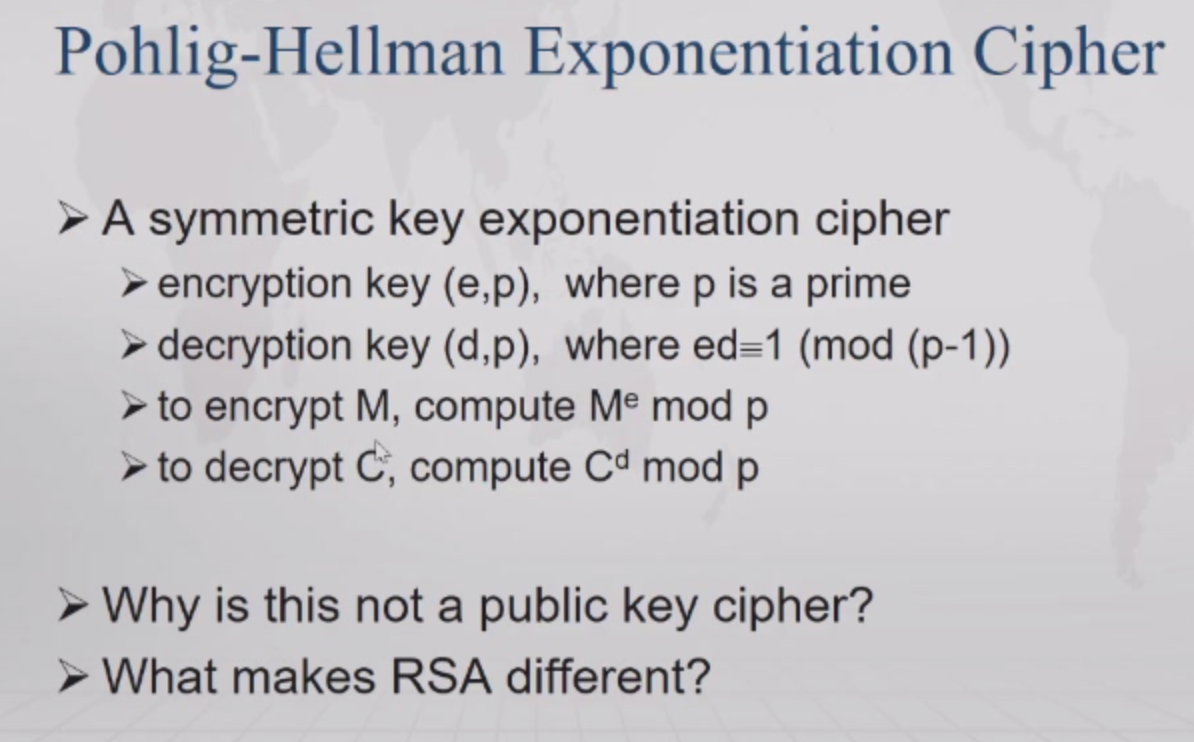 Pohlig-Hellman Exponentiation Cipher
➢ A symmetric key exponentiation cipher
➢ encryption key (e,p), where p is a prime
➢ decryption key (d,p), where ed≡1 (mod (p-1))
➢ to encrypt M, compute Mᵉ mod p
➢ to decrypt C, compute Cᵈ mod p
➢ Why is this not a public key cipher?
➢ What makes RSA different?